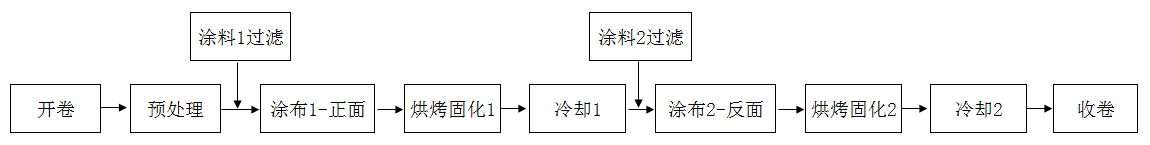 涂料1过滤
涂料2过滤
开卷
预处理
涂布1-正面
烘烤固化1
冷却1
涂布2-反面
烘烤固化2
冷却2
收卷